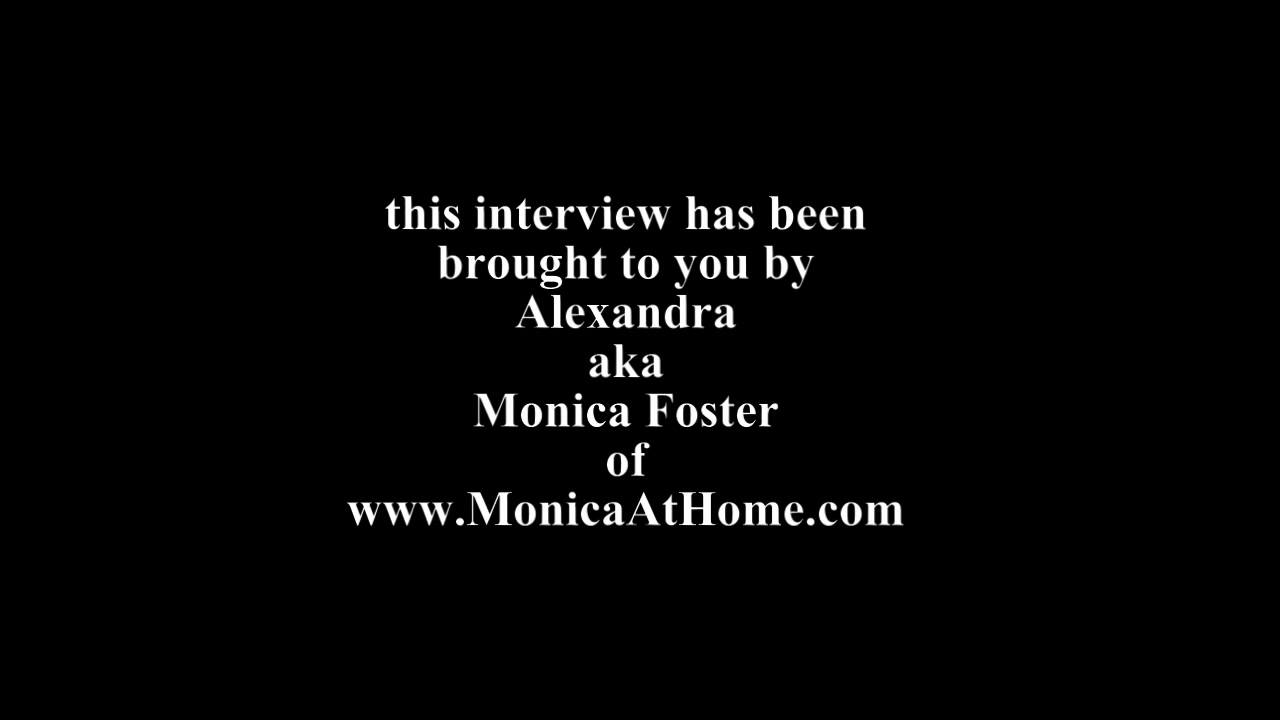 this interview has been
brought to you by
Alexandra
aka
Monica Foster
of
www.MonicaAtHome.com